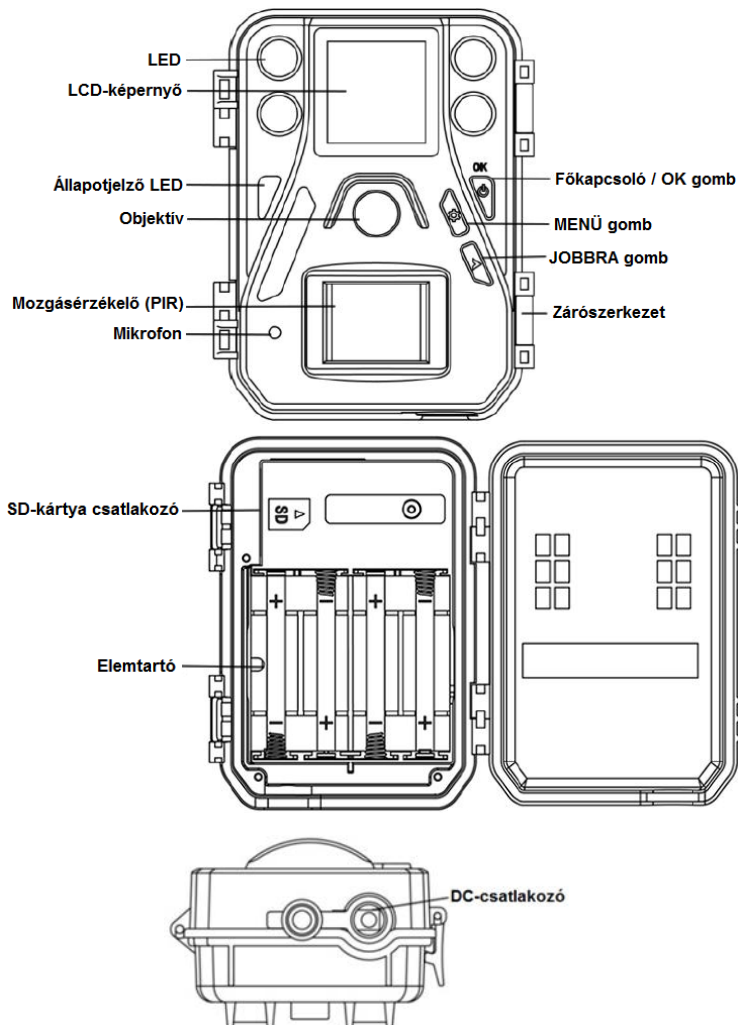 LED
LCD-képernyő
Állapotjelző LED
Objektív
Mozgásérzékelő (PIR)
Mikrofon
OK
Főkapcsoló / OK gomb
MENÜ gomb
JOBBRA gomb
Zárószerkezet
SD-kártya csatlakozó
SD
+ − + −
Elemtartó
− + − +
DC-csatlakozó